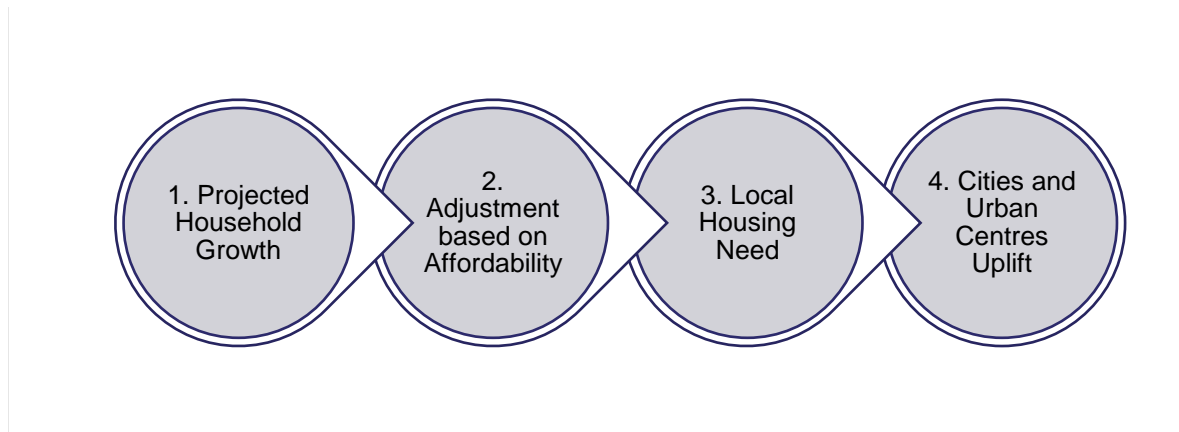 1. Projected
Household
Growth
2.
Adjustment
based on
Affordability
3. Local
Housing
Need
4. Cities and
Urban
Centres
Uplift